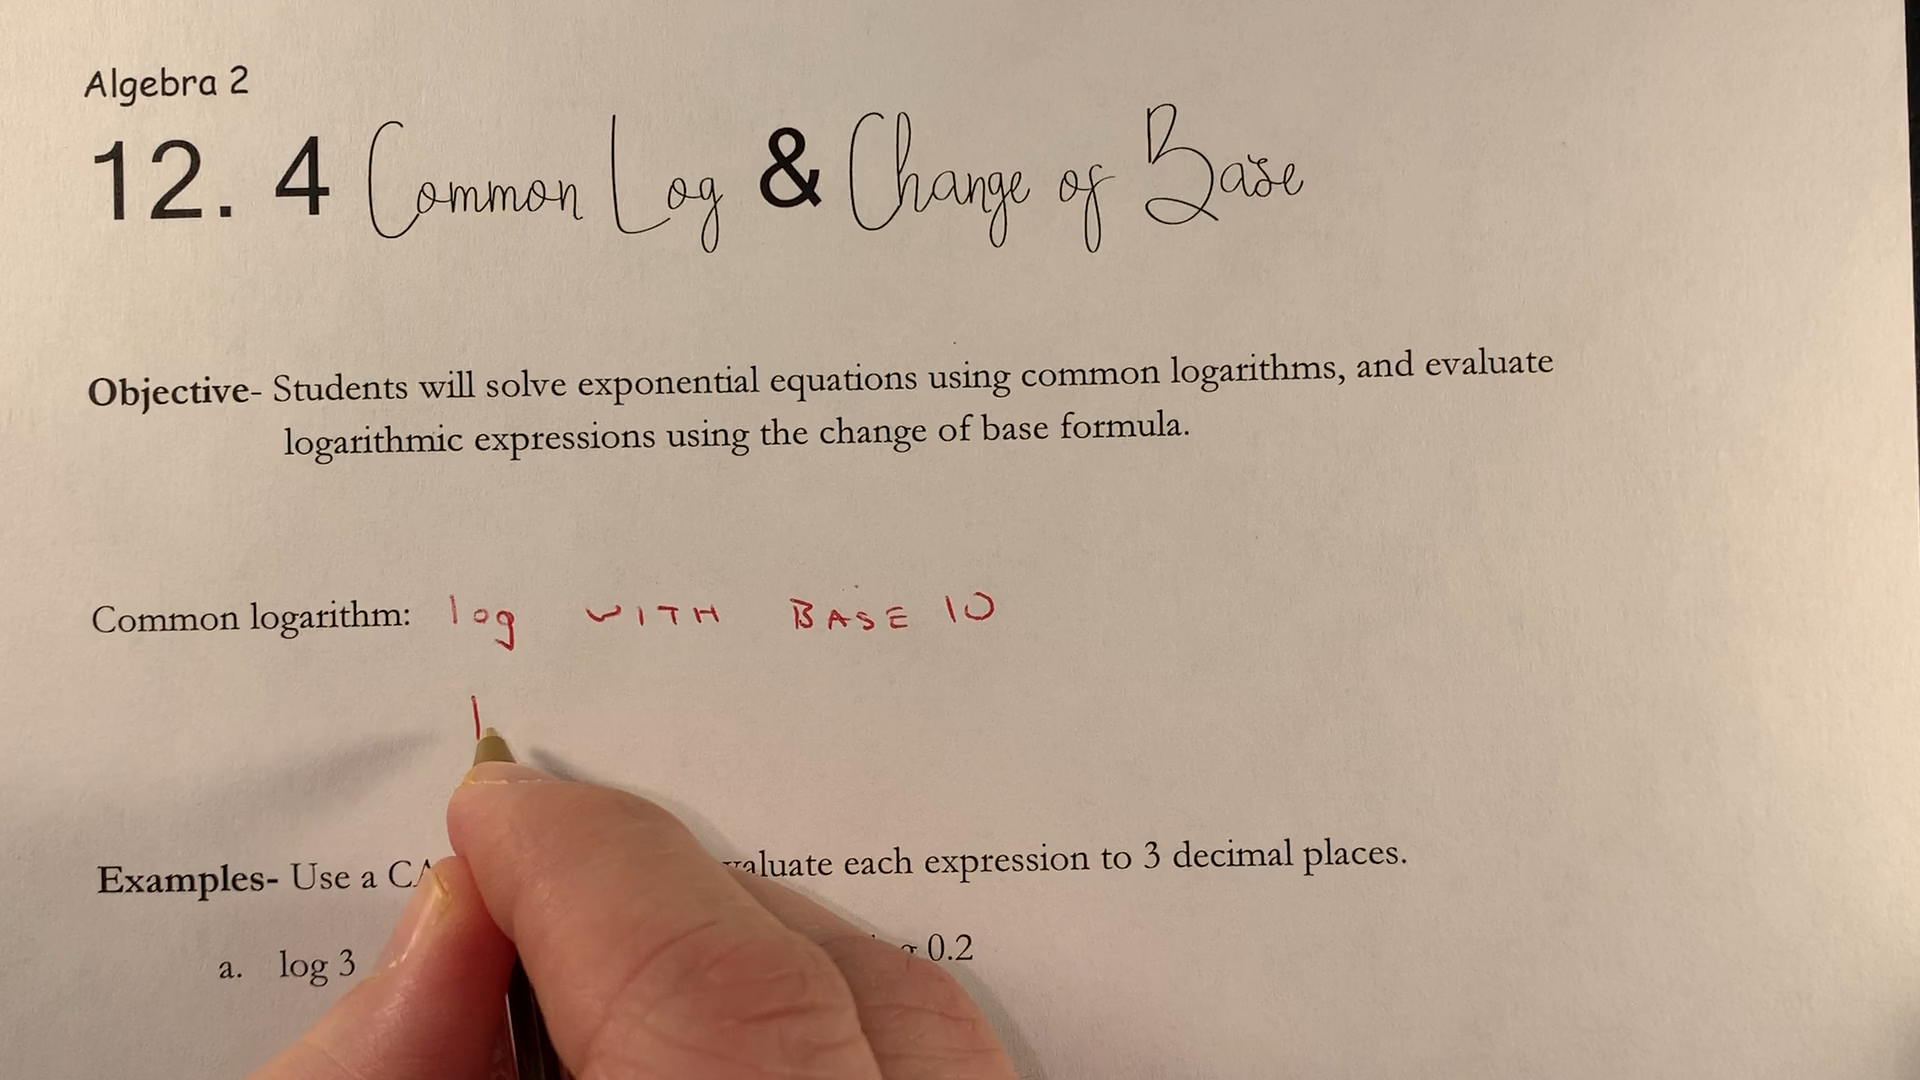 Algebra 2
12. 4 Common Log & Change of Base
Objective- Students will solve exponential equations using common logarithms, and evaluate
logarithmic expressions using the change of base formula.
Common logarithm: log WITH BASE 10
Examples- Use a each expression to 3 decimal places.
a. log 3 0.2